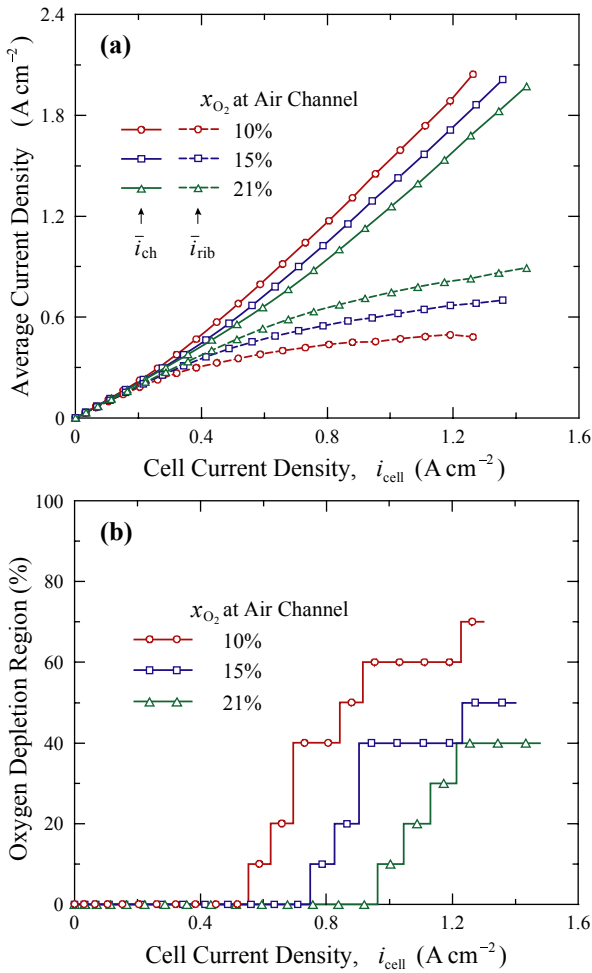 (a)
x_O₂ at Air Channel
10%
15%
21%
ī_ch ī_rib
Average Current Density (A cm⁻²)
2.4
1.8
1.2
0.6
0
0 0.4 0.8 1.2 1.6
Cell Current Density, i_cell (A cm⁻²)
(b)
x_O₂ at Air Channel
10%
15%
21%
Oxygen Depletion Region (%)
100
80
60
40
20
0
0 0.4 0.8 1.2 1.6
Cell Current Density, i_cell (A cm⁻²)